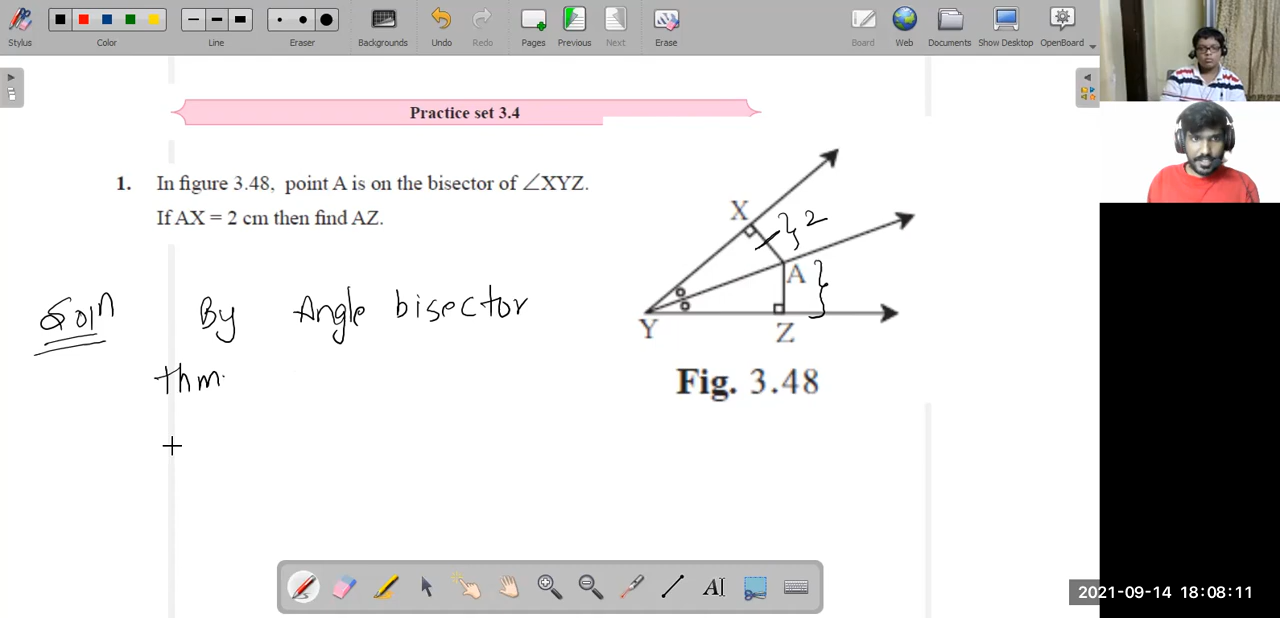 Stylus
Color
Line
Eraser
Backgrounds
Undo
Redo
Pages
Previous
Next
Erase
Board
Web
Documents
Show Desktop
OpenBoard
Practice set 3.4
1. In figure 3.48, point A is on the bisector of ∠XYZ.
If AX = 2 cm then find AZ.
X
2
A
Y
Z
Fig. 3.48
Soln By Angle bisector
thm.
2021-09-14 18:08:11